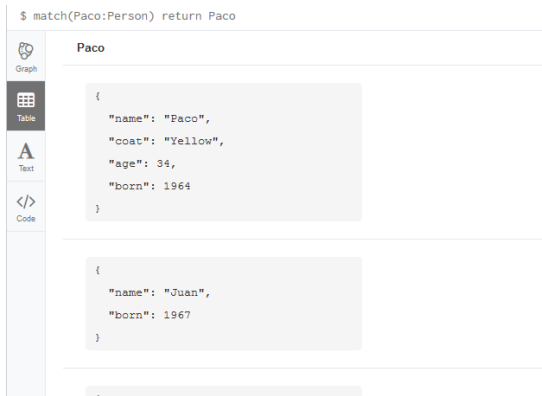 $ match(Paco:Person) return Paco
Graph
Table
A
Text
</>
Code
Paco
{
"name": "Paco",
"coat": "Yellow",
"age": 34,
"born": 1964
}
{
"name": "Juan",
"born": 1967
}